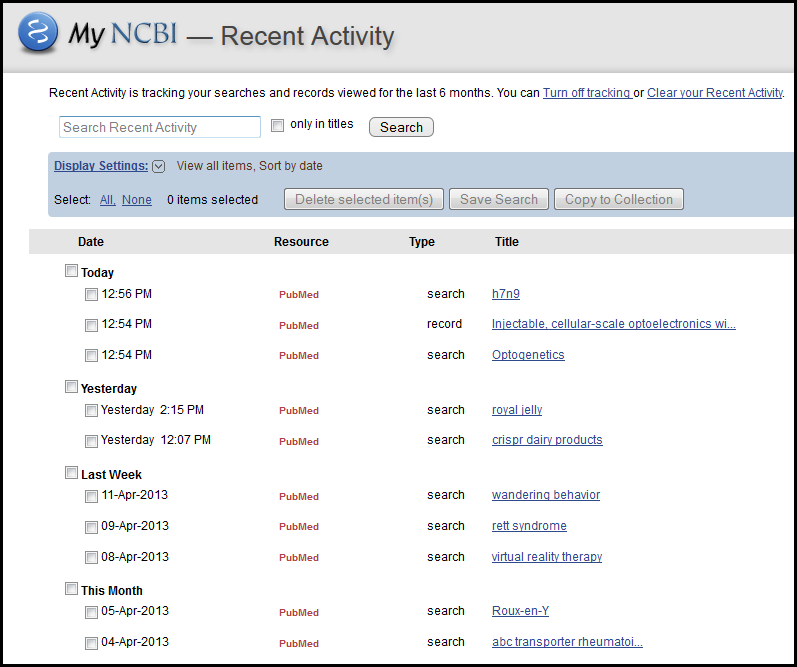 My NCBI — Recent Activity
Recent Activity is tracking your searches and records viewed for the last 6 months. You can Turn off tracking or Clear your Recent Activity.
Search Recent Activity only in titles Search
Display Settings: View all items, Sort by date
Select: All, None 0 items selected Delete selected item(s) Save Search Copy to Collection
Date Resource Type Title
Today
12:56 PM PubMed search h7n9
12:54 PM PubMed record Injectable, cellular-scale optoelectronics wi...
12:54 PM PubMed search Optogenetics
Yesterday
Yesterday 2:15 PM PubMed search royal jelly
Yesterday 12:07 PM PubMed search crispr dairy products
Last Week
11-Apr-2013 PubMed search wandering behavior
09-Apr-2013 PubMed search rett syndrome
08-Apr-2013 PubMed search virtual reality therapy
This Month
05-Apr-2013 PubMed search Roux-en-Y
04-Apr-2013 PubMed search abc transporter rheumatoi...